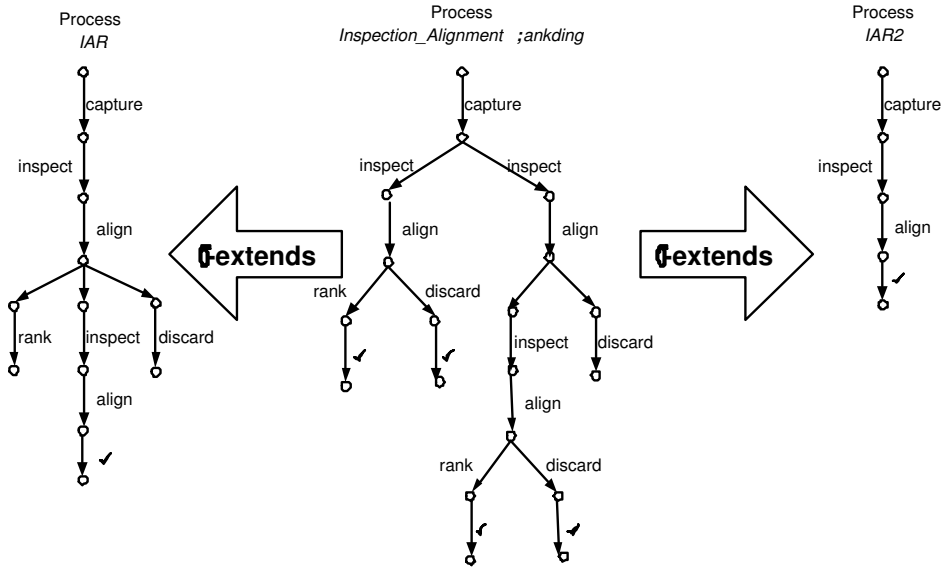 Process
IAR
Process
Inspection_Alignment ;ankding
Process
IAR2
capture
inspect
align
rank
inspect
discard
align
✓
capture
inspect
inspect
align
align
rank
discard
✓
✓
inspect
discard
align
rank
discard
✓
✓
-extends
-extends
capture
inspect
align
✓